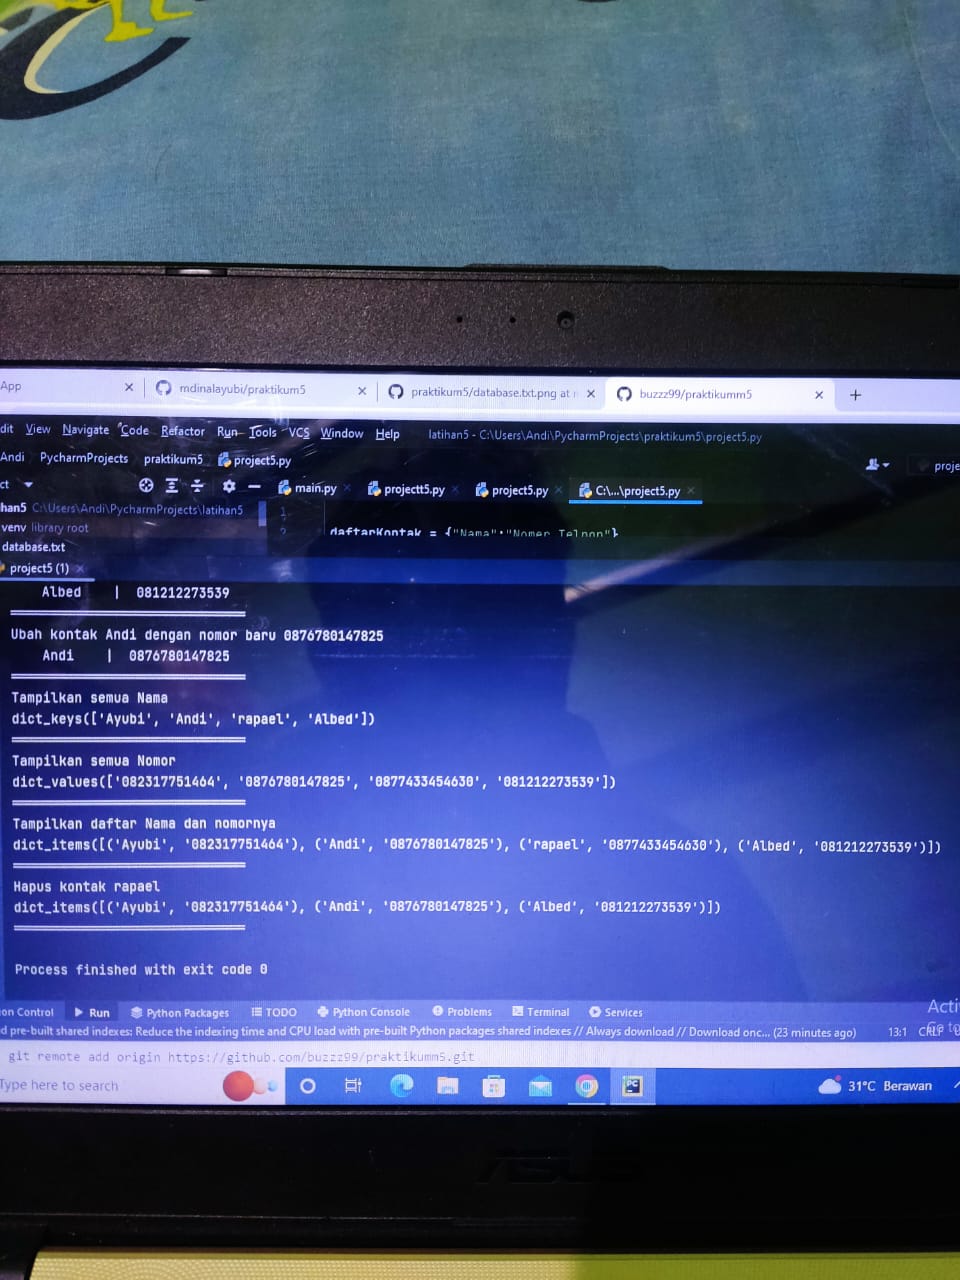 App
mdinalayubi/praktikum5
praktikum5/database.txt.png at
buzzz99/praktikumm5
dit View Navigate Code Refactor Run Tools VCS Window Help
latihan5 - C:\Users\Andi\PycharmProjects\praktikum5\project5.py
Andi PycharmProjects praktikum5 project5.py
proje
ct
main.py
projectt5.py
project5.py
C:\...\project5.py
han5 C:\Users\Andi\PycharmProjects\latihan5
venv library root
database.txt
1
2
daftarKontak = {"Nama":"Nomer Telpon"}
project5 (1)
Albed | 081212273539
Ubah kontak Andi dengan nomor baru 0876780147825
Andi | 0876780147825
Tampilkan semua Nama
dict_keys(['Ayubi', 'Andi', 'rapael', 'Albed'])
Tampilkan semua Nomor
dict_values(['082317751464', '0876780147825', '0877433454630', '081212273539'])
Tampilkan daftar Nama dan nomornya
dict_items([('Ayubi', '082317751464'), ('Andi', '0876780147825'), ('rapael', '0877433454630'), ('Albed', '081212273539')])
Hapus kontak rapael
dict_items([('Ayubi', '082317751464'), ('Andi', '0876780147825'), ('Albed', '081212273539')])
Process finished with exit code 0
on Control Run Python Packages TODO Python Console Problems Terminal Services
Acti
d pre-built shared indexes: Reduce the indexing time and CPU load with pre-built Python packages shared indexes // Always download // Download onc... (23 minutes ago)
13:1 CRLF
Go to
git remote add origin https://github.com/buzzz99/praktikumm5.git
Type here to search
PC
31°C Berawan
ASUS